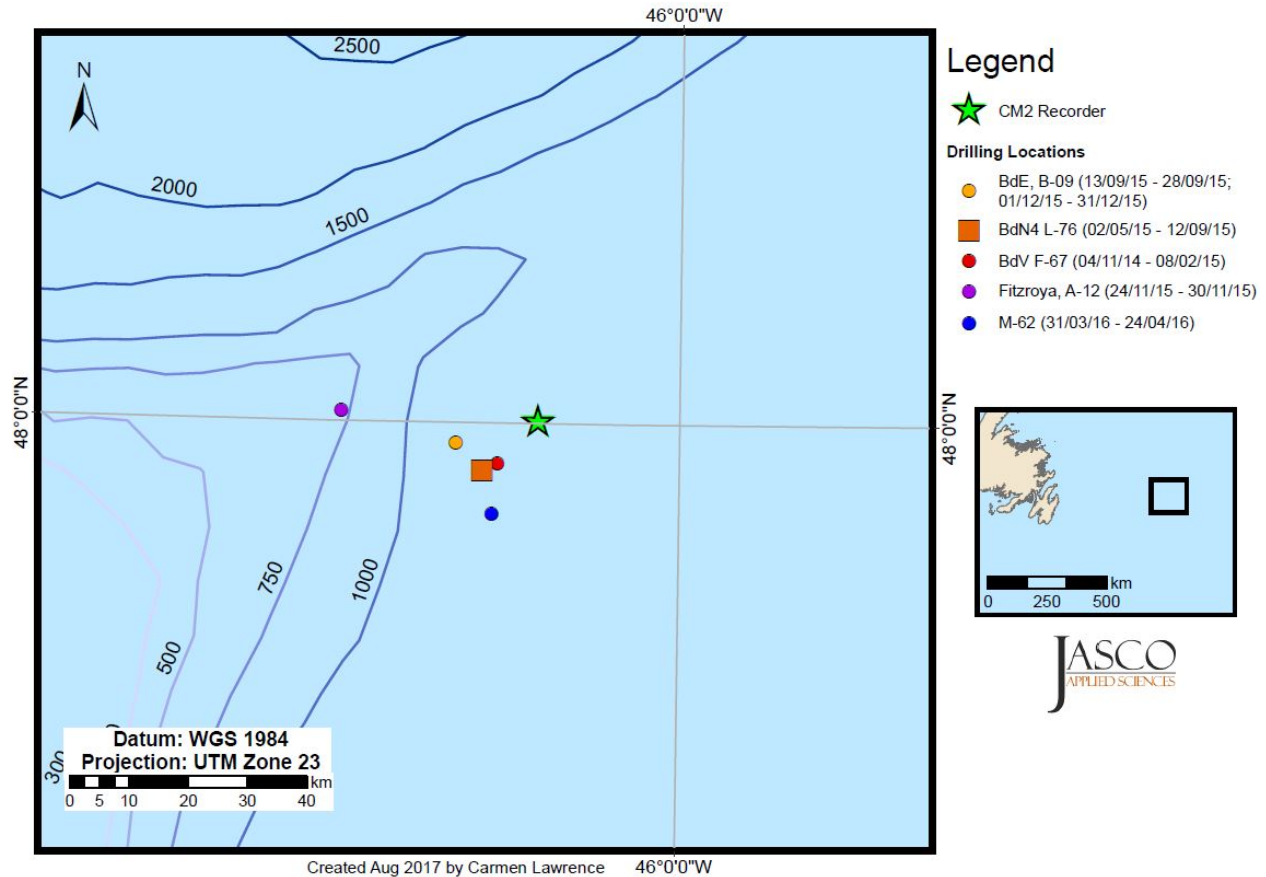 46°0'0"W
2500
N
2000
1500
48°0'0"N
48°0'0"N
750
1000
500
300
Datum: WGS 1984
Projection: UTM Zone 23
km
0 5 10 20 30 40
Created Aug 2017 by Carmen Lawrence
46°0'0"W
Legend
CM2 Recorder
Drilling Locations
BdE, B-09 (13/09/15 - 28/09/15;
01/12/15 - 31/12/15)
BdN4 L-76 (02/05/15 - 12/09/15)
BdV F-67 (04/11/14 - 08/02/15)
Fitzroya, A-12 (24/11/15 - 30/11/15)
M-62 (31/03/16 - 24/04/16)
km
0 250 500
JASCO
APPLIED SCIENCES